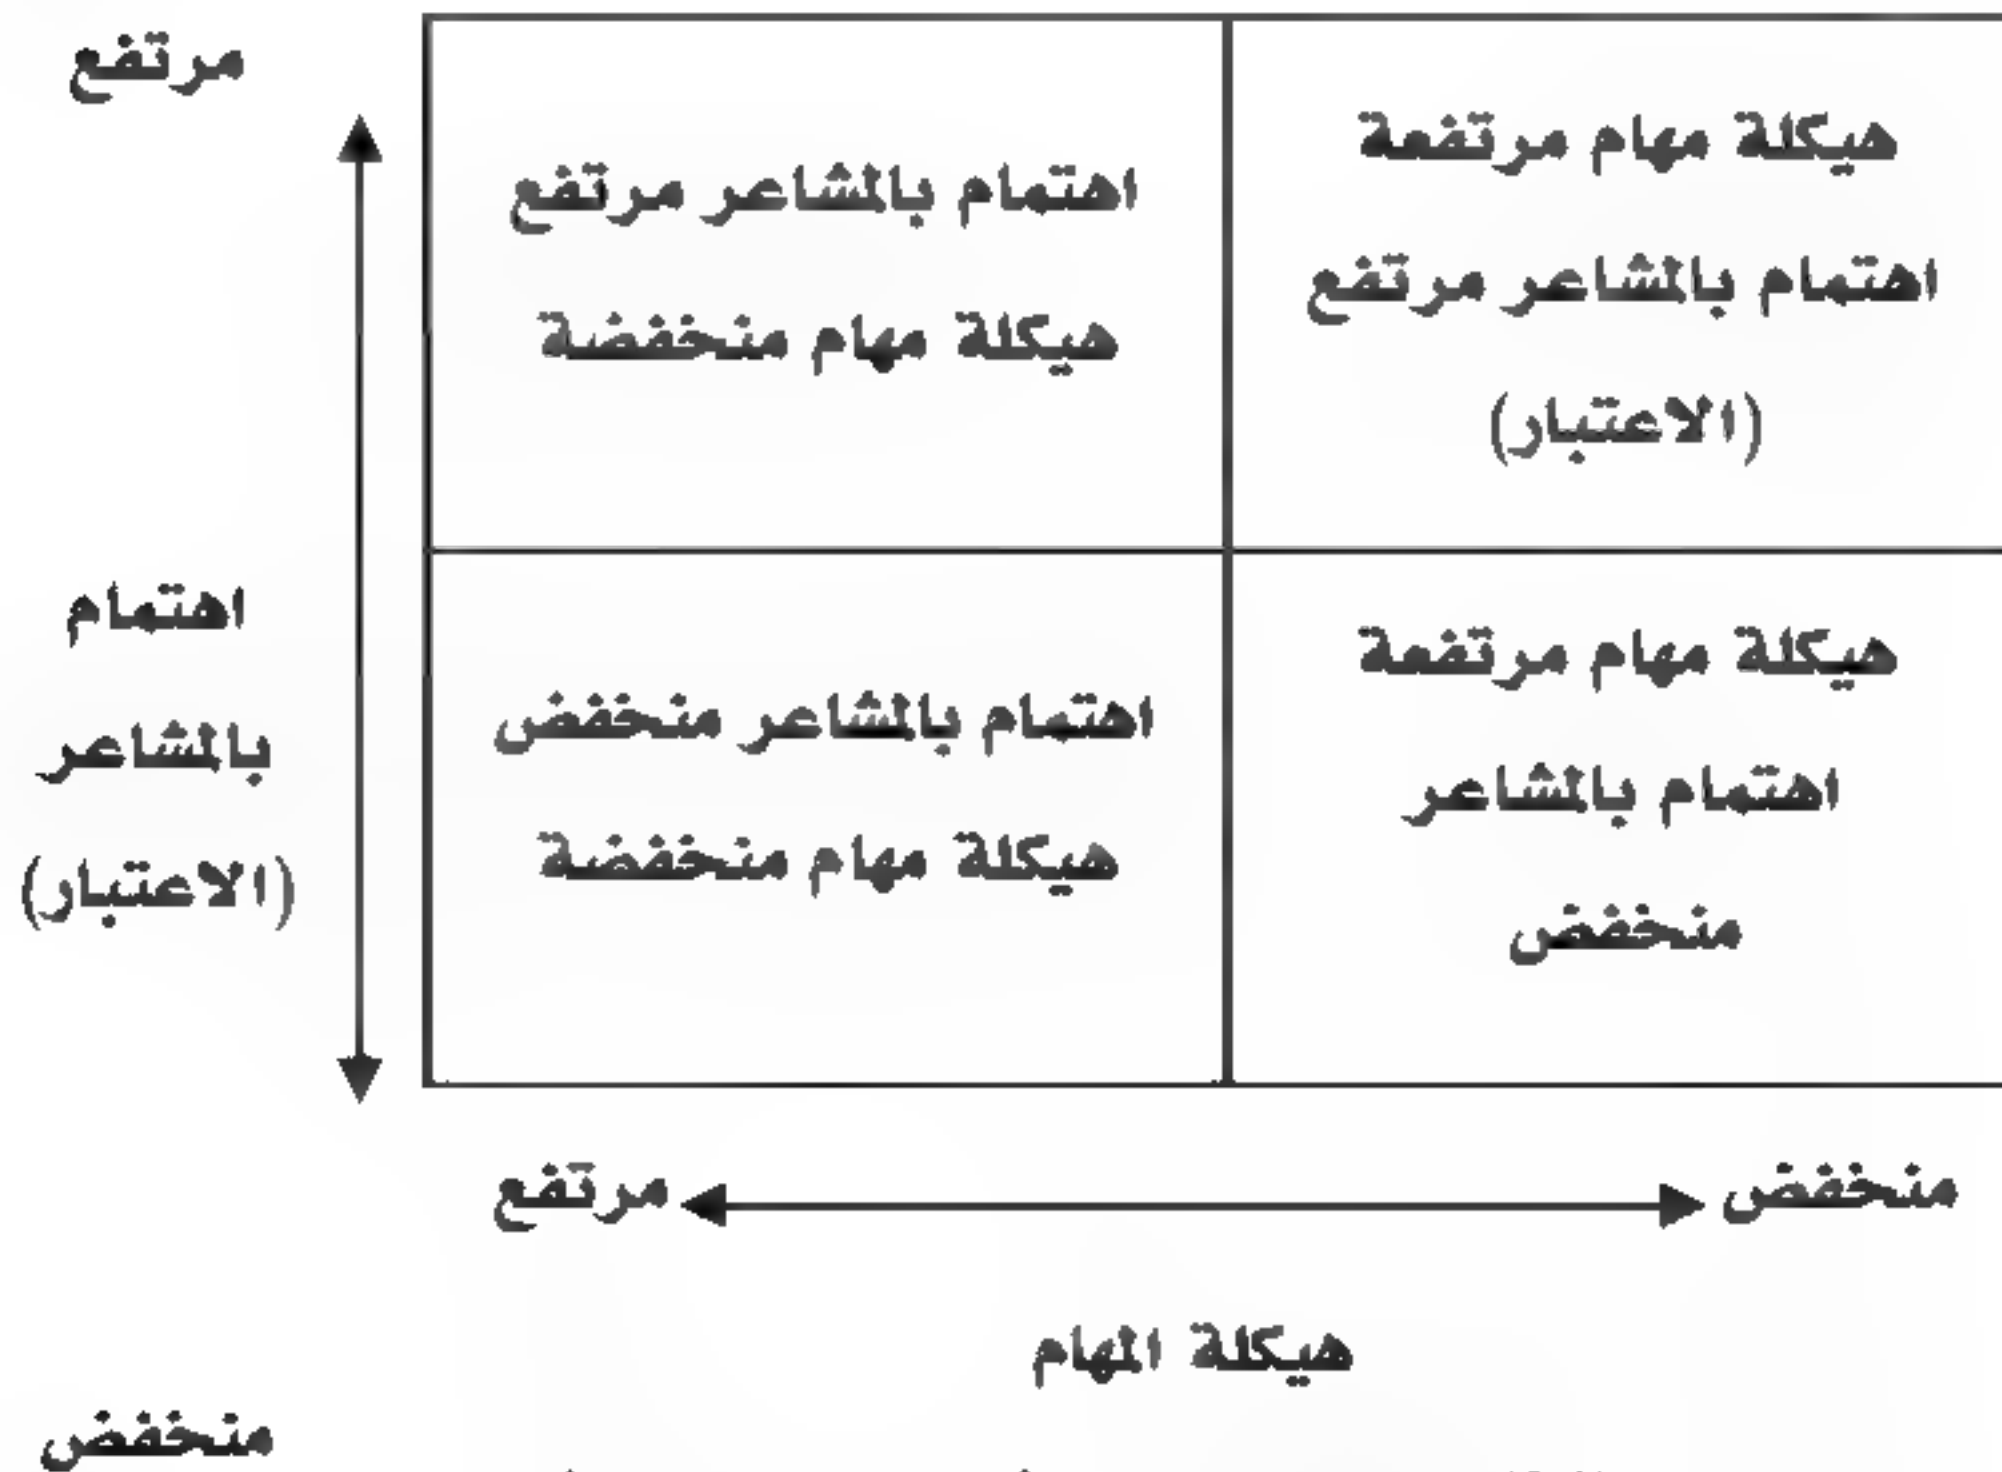 مرتفع
هيكلة مهام مرتفعة
اهتمام بالمشاعر مرتفع
(الاعتبار)
اهتمام بالمشاعر مرتفع
هيكلة مهام منخفضة
اهتمام
بالمشاعر
(الاعتبار)
هيكلة مهام مرتفعة
اهتمام بالمشاعر
منخفض
اهتمام بالمشاعر منخفض
هيكلة مهام منخفضة
منخفض
مرتفع
هيكلة المهام
منخفض